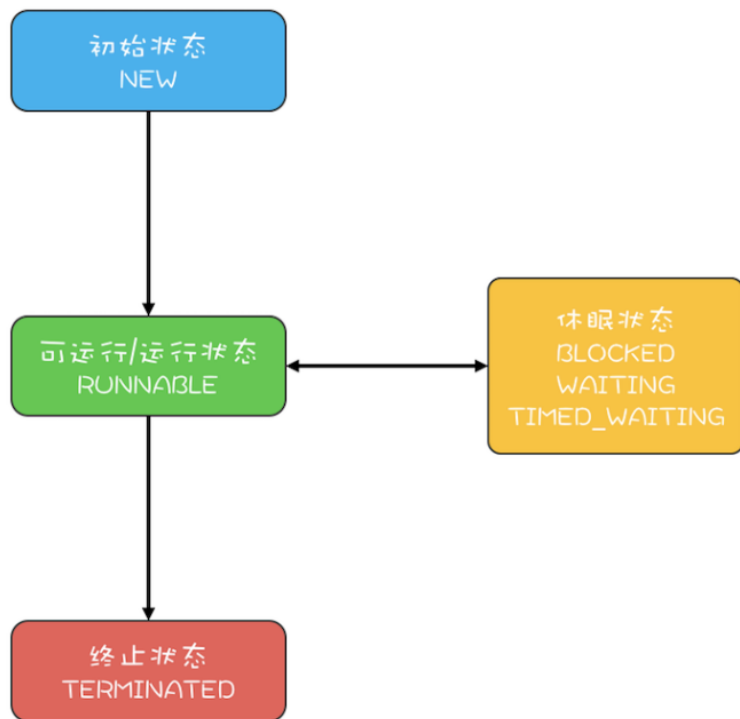 初始状态
NEW
可运行/运行状态
RUNNABLE
休眠状态
BLOCKED
WAITING
TIMED_WAITING
终止状态
TERMINATED